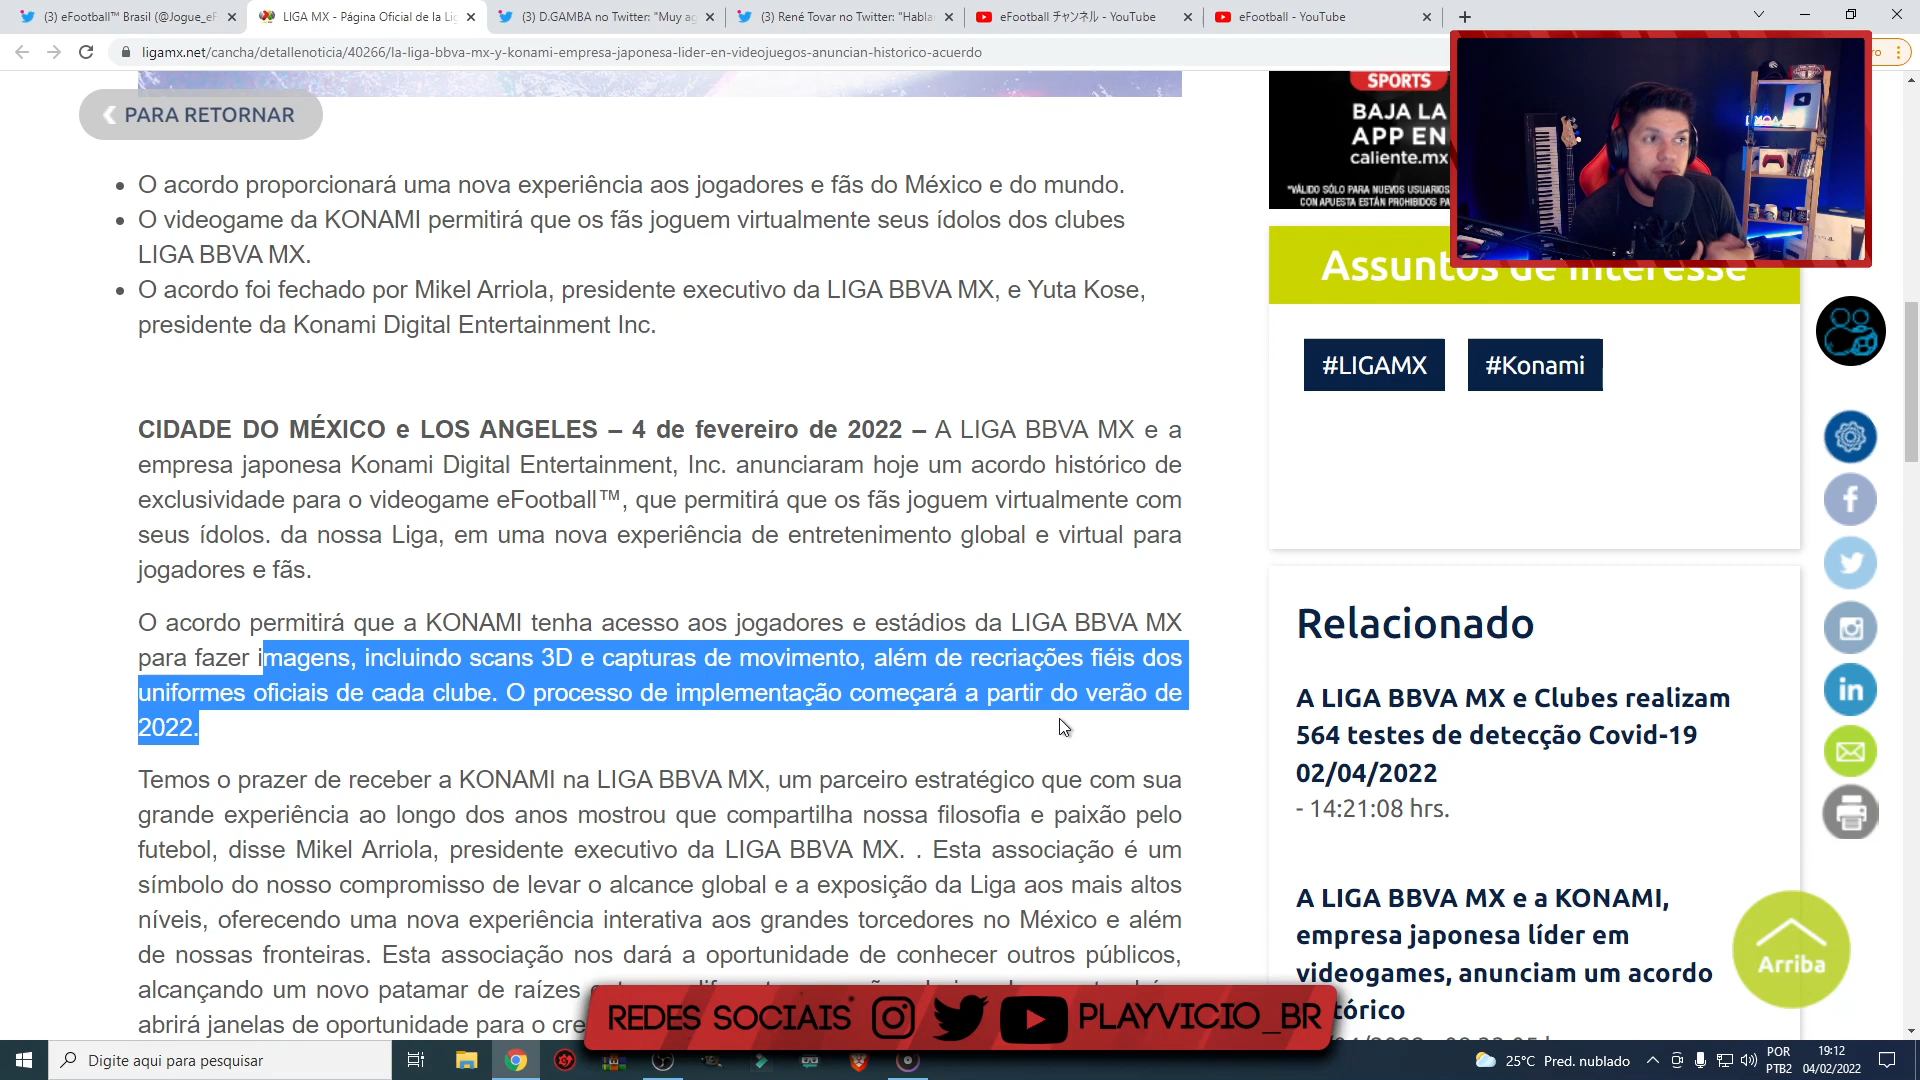 (3) eFootball™ Brasil (@Jogue_eF
LIGA MX - Página Oficial de la Lig
(3) D.GAMBA no Twitter: "Muy ag
(3) René Tovar no Twitter: "Habla
eFootball チャンネル - YouTube
eFootball - YouTube
ligamx.net/cancha/detallenoticia/40266/la-liga-bbva-mx-y-konami-empresa-japonesa-lider-en-videojuegos-anuncian-historico-acuerdo
PARA RETORNAR
O acordo proporcionará uma nova experiência aos jogadores e fãs do México e do mundo.
O videogame da KONAMI permitirá que os fãs joguem virtualmente seus ídolos dos clubes
LIGA BBVA MX.
O acordo foi fechado por Mikel Arriola, presidente executivo da LIGA BBVA MX, e Yuta Kose,
presidente da Konami Digital Entertainment Inc.
CIDADE DO MÉXICO e LOS ANGELES – 4 de fevereiro de 2022 – A LIGA BBVA MX e a
empresa japonesa Konami Digital Entertainment, Inc. anunciaram hoje um acordo histórico de
exclusividade para o videogame eFootball™, que permitirá que os fãs joguem virtualmente com
seus ídolos. da nossa Liga, em uma nova experiência de entretenimento global e virtual para
jogadores e fãs.
O acordo permitirá que a KONAMI tenha acesso aos jogadores e estádios da LIGA BBVA MX
para fazer imagens, incluindo scans 3D e capturas de movimento, além de recriações fiéis dos
uniformes oficiais de cada clube. O processo de implementação começará a partir do verão de
2022.
Temos o prazer de receber a KONAMI na LIGA BBVA MX, um parceiro estratégico que com sua
grande experiência ao longo dos anos mostrou que compartilha nossa filosofia e paixão pelo
futebol, disse Mikel Arriola, presidente executivo da LIGA BBVA MX. . Esta associação é um
símbolo do nosso compromisso de levar o alcance global e a exposição da Liga aos mais altos
níveis, oferecendo uma nova experiência interativa aos grandes torcedores no México e além
de nossas fronteiras. Esta associação nos dará a oportunidade de conhecer outros públicos,
alcançando um novo patamar de raízes
abrirá janelas de oportunidade para o cre
SPORTS
BAJA LA
APP EN
caliente.mx
*VÁLIDO SÓLO PARA NUEVOS USUARIOS
CON APUESTA ESTÁN PROHIBIDOS PA
Assuntos de interesse
#LIGAMX
#Konami
Relacionado
A LIGA BBVA MX e Clubes realizam
564 testes de detecção Covid-19
02/04/2022
- 14:21:08 hrs.
A LIGA BBVA MX e a KONAMI,
empresa japonesa líder em
videogames, anunciam um acordo
tórico
Arriba
REDES SOCIAIS PLAYVICIO_BR
Digite aqui para pesquisar
25°C Pred. nublado
POR
PTB2
19:12
04/02/2022